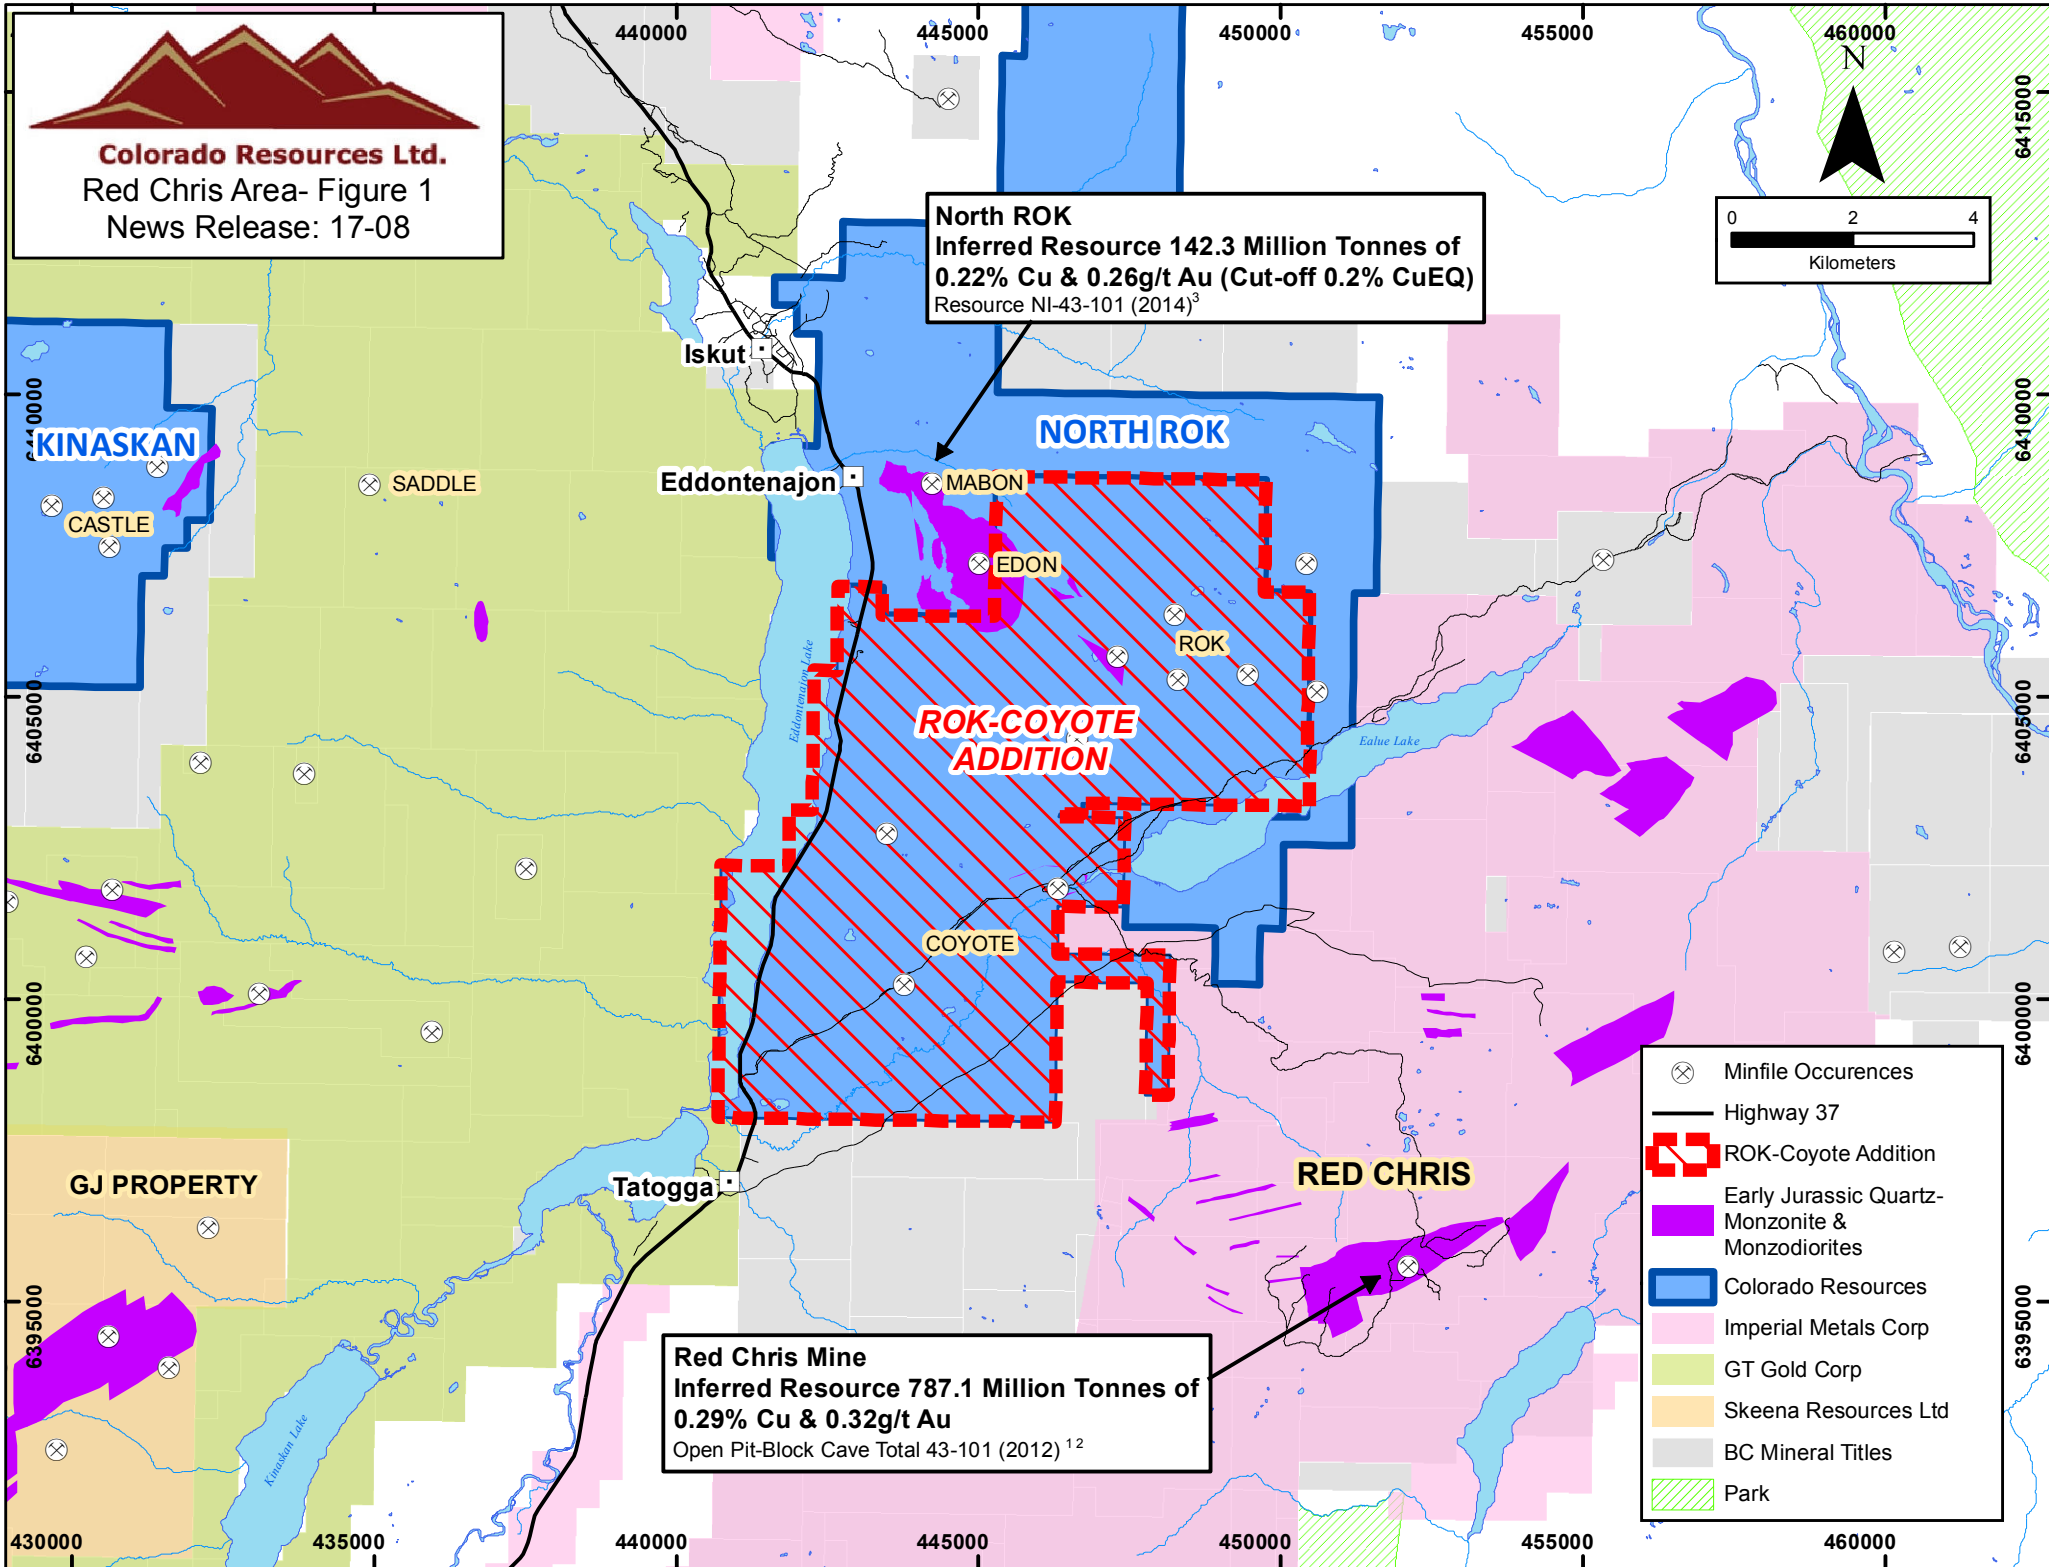 Colorado Resources Ltd.
Red Chris Area- Figure 1
News Release: 17-08
440000
445000
450000
455000
460000
N
0 2 4
Kilometers
6415000
6410000
6405000
6400000
6395000
6410000
6405000
6400000
6395000
North ROK
Inferred Resource 142.3 Million Tonnes of
0.22% Cu & 0.26g/t Au (Cut-off 0.2% CuEQ)
Resource NI-43-101 (2014)³
Iskut
KINASKAN
NORTH ROK
SADDLE
Eddontenajon
MABON
CASTLE
EDON
ROK
Eddontenajon Lake
ROK-COYOTE
ADDITION
Ealue Lake
COYOTE
GJ PROPERTY
Tatogga
RED CHRIS
Red Chris Mine
Inferred Resource 787.1 Million Tonnes of
0.29% Cu & 0.32g/t Au
Open Pit-Block Cave Total 43-101 (2012) ¹ ²
Kinaskan Lake
Minfile Occurences
Highway 37
ROK-Coyote Addition
Early Jurassic Quartz-
Monzonite &
Monzodiorites
Colorado Resources
Imperial Metals Corp
GT Gold Corp
Skeena Resources Ltd
BC Mineral Titles
Park
430000
435000
440000
445000
450000
455000
460000